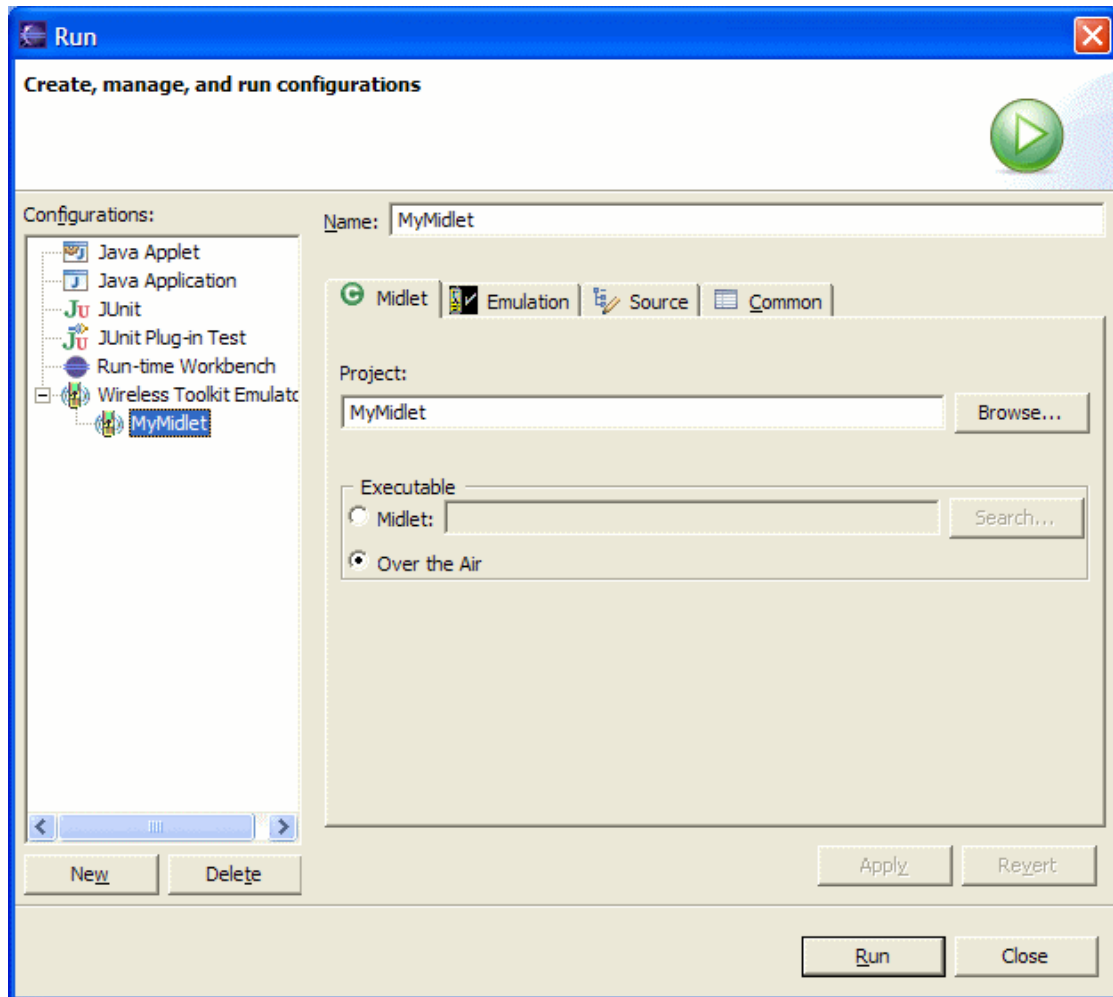 Run
Create, manage, and run configurations
Configurations:
Java Applet
Java Application
JUnit
JUnit Plug-in Test
Run-time Workbench
Wireless Toolkit Emulatc
MyMidlet
New
Delete
Name: MyMidlet
Midlet Emulation Source Common
Project:
MyMidlet Browse...
Executable
Midlet: Search...
Over the Air
Apply Revert
Run Close